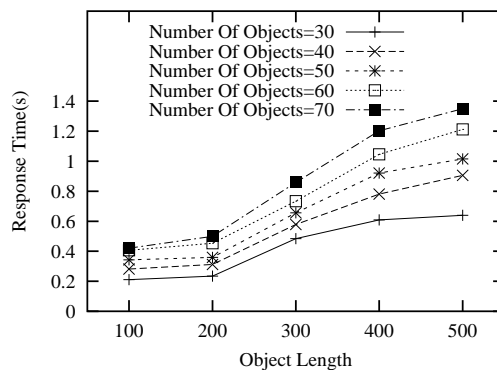 Number Of Objects=30
Number Of Objects=40
Number Of Objects=50
Number Of Objects=60
Number Of Objects=70
1.4
1.2
1
0.8
0.6
0.4
0.2
0
Response Time(s)
100 200 300 400 500
Object Length